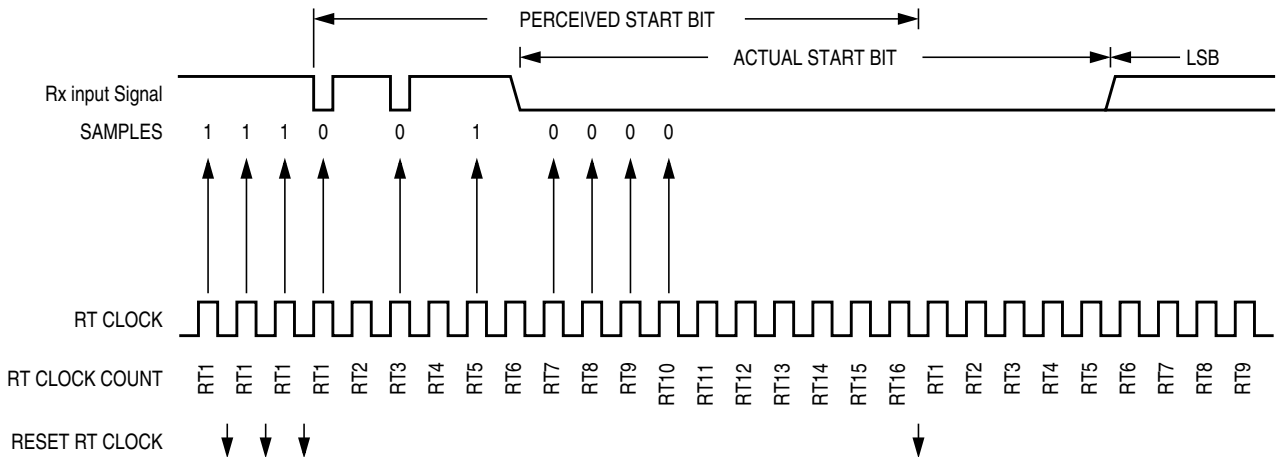 PERCEIVED START BIT
ACTUAL START BIT LSB
Rx input Signal
SAMPLES 1 1 1 0 0 1 0 0 0 0
RT CLOCK
RT CLOCK COUNT RT1 RT1 RT1 RT1 RT2 RT3 RT4 RT5 RT6 RT7 RT8 RT9 RT10 RT11 RT12 RT13 RT14 RT15 RT16 RT1 RT2 RT3 RT4 RT5 RT6 RT7 RT8 RT9
RESET RT CLOCK